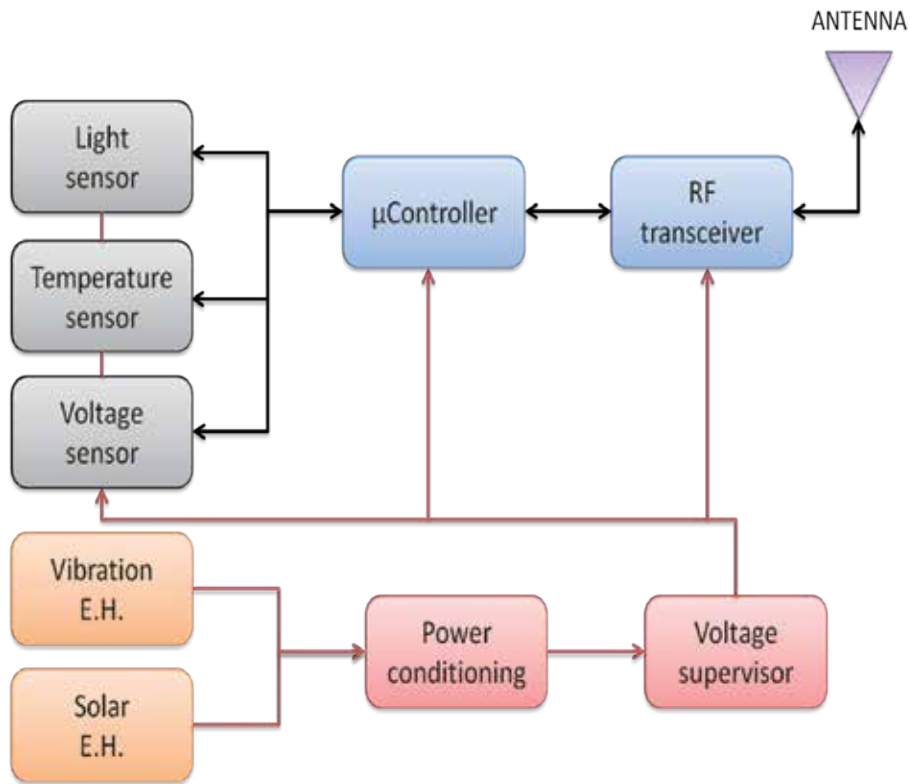 ANTENNA
Light
sensor
µController
RF
transceiver
Temperature
sensor
Voltage
sensor
Vibration
E.H.
Power
conditioning
Voltage
supervisor
Solar
E.H.